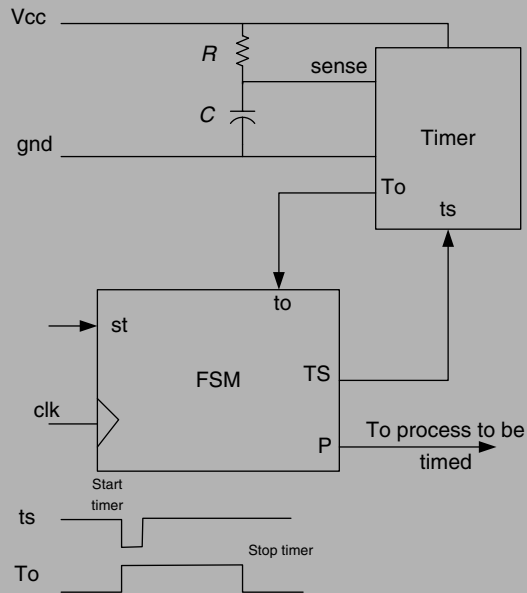 Vcc
R
sense
C
Timer
gnd
To
ts
to
st
FSM
TS
clk
P
To process to be
timed
Start
timer
ts
Stop timer
To